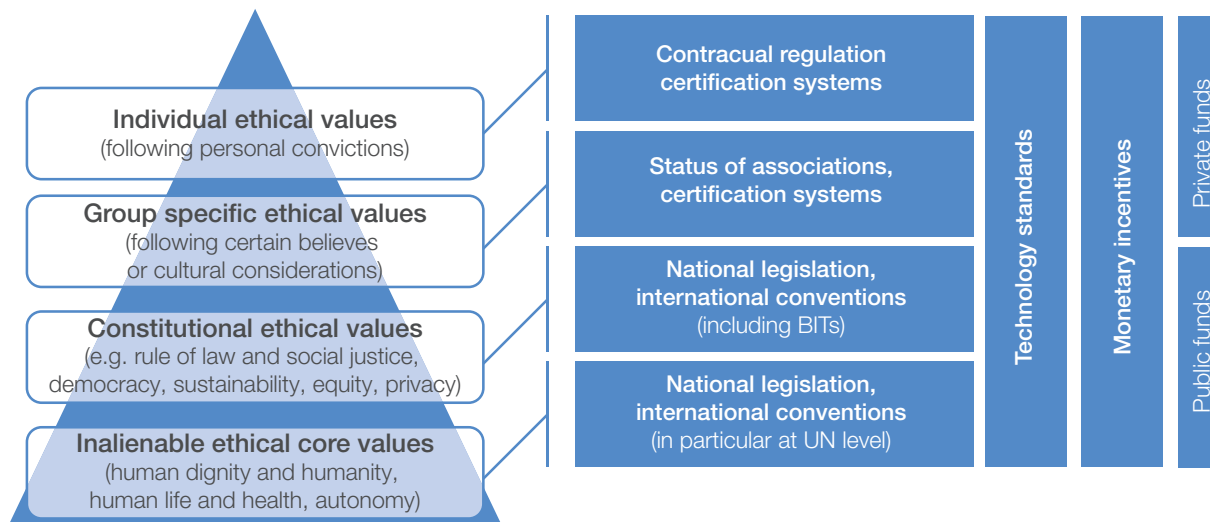 Individual ethical values
(following personal convictions)
Group specific ethical values
(following certain believes
or cultural considerations)
Constitutional ethical values
(e.g. rule of law and social justice,
democracy, sustainability, equity, privacy)
Inalienable ethical core values
(human dignity and humanity,
human life and health, autonomy)
Contracual regulation
certification systems
Status of associations,
certification systems
National legislation,
international conventions
(including BITs)
National legislation,
international conventions
(in particular at UN level)
Technology standards
Monetary incentives
Private funds
Public funds